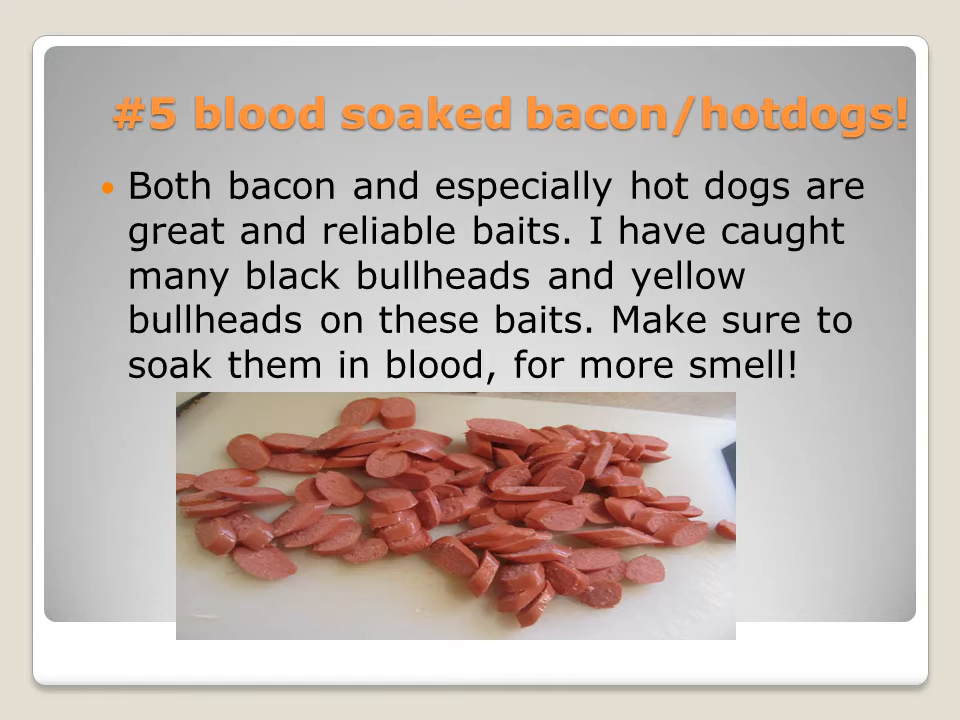 #5 blood soaked bacon/hotdogs!
Both bacon and especially hot dogs are
great and reliable baits. I have caught
many black bullheads and yellow
bullheads on these baits. Make sure to
soak them in blood, for more smell!